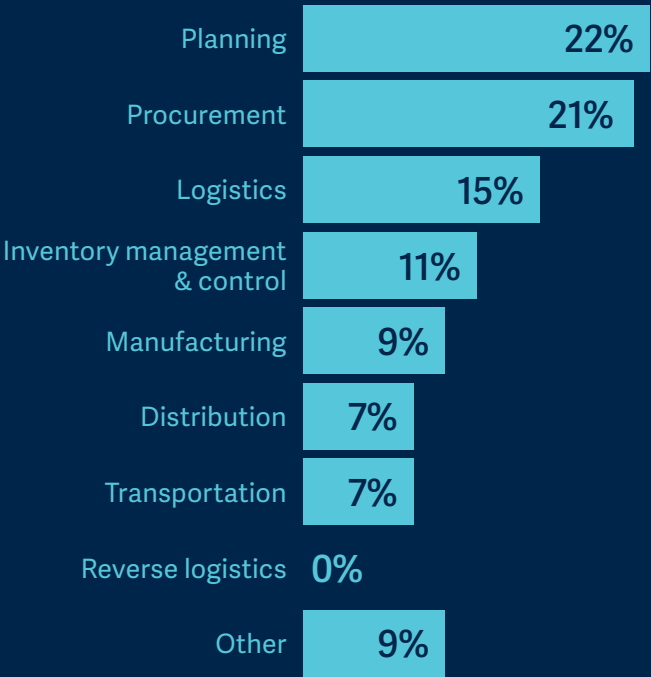 Planning 22%
Procurement 21%
Logistics 15%
Inventory management
& control 11%
Manufacturing 9%
Distribution 7%
Transportation 7%
Reverse logistics 0%
Other 9%